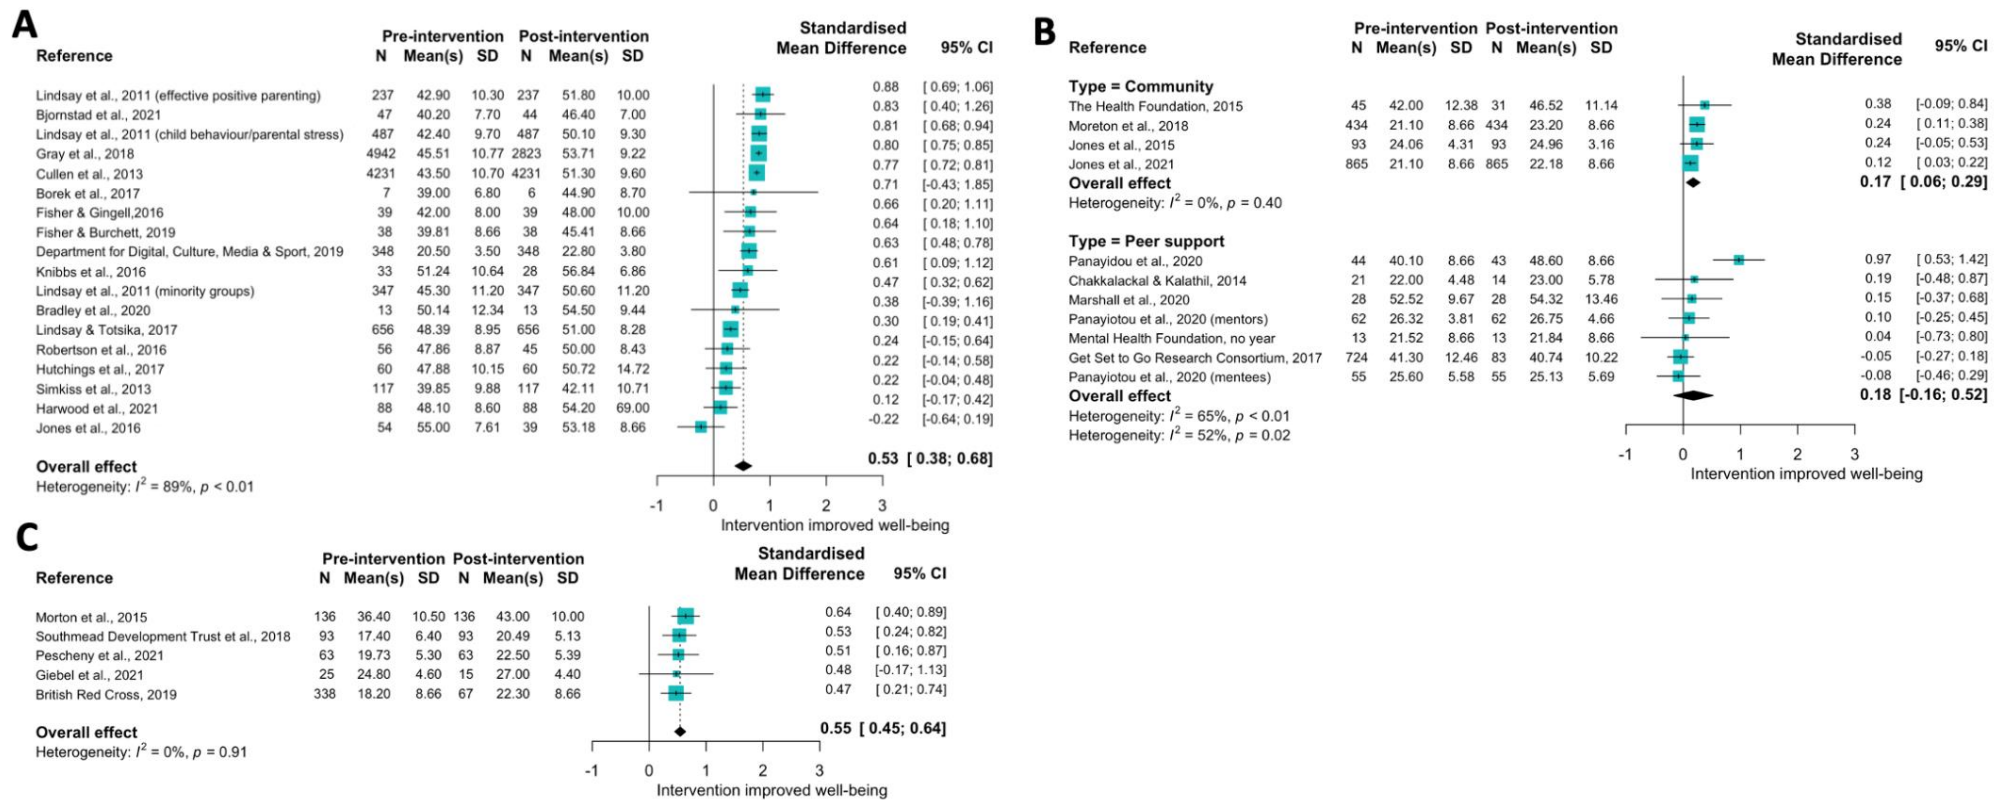 A
Pre-intervention Post-intervention Standardised
Reference N Mean(s) SD N Mean(s) SD Mean Difference 95% CI
Lindsay et al., 2011 (effective positive parenting) 237 42.90 10.30 237 51.80 10.00 0.88 [ 0.69; 1.06]
Bjornstad et al., 2021 47 40.20 7.70 44 46.40 7.00 0.83 [ 0.40; 1.26]
Lindsay et al., 2011 (child behaviour/parental stress) 487 42.40 9.70 487 50.10 9.30 0.81 [ 0.68; 0.94]
Gray et al., 2018 4942 45.51 10.77 2823 53.71 9.22 0.80 [ 0.75; 0.85]
Cullen et al., 2013 4231 43.50 10.70 4231 51.30 9.60 0.77 [ 0.72; 0.81]
Borek et al., 2017 7 39.00 6.80 6 44.90 8.70 0.71 [-0.43; 1.85]
Fisher & Gingell,2016 39 42.00 8.00 39 48.00 10.00 0.66 [ 0.20; 1.11]
Fisher & Burchett, 2019 38 39.81 8.66 38 45.41 8.66 0.64 [ 0.18; 1.10]
Department for Digital, Culture, Media & Sport, 2019 348 20.50 3.50 348 22.80 3.80 0.63 [ 0.48; 0.78]
Knibbs et al., 2016 33 51.24 10.64 28 56.84 6.86 0.61 [ 0.09; 1.12]
Lindsay et al., 2011 (minority groups) 347 45.30 11.20 347 50.60 11.20 0.47 [ 0.32; 0.62]
Bradley et al., 2020 13 50.14 12.34 13 54.50 9.44 0.38 [-0.39; 1.16]
Lindsay & Totsika, 2017 656 48.39 8.95 656 51.00 8.28 0.30 [ 0.19; 0.41]
Robertson et al., 2016 56 47.86 8.87 45 50.00 8.43 0.24 [-0.15; 0.64]
Hutchings et al., 2017 60 47.88 10.15 60 50.72 14.72 0.22 [-0.14; 0.58]
Simkiss et al., 2013 117 39.85 9.88 117 42.11 10.71 0.22 [-0.04; 0.48]
Harwood et al., 2021 88 48.10 8.60 88 54.20 69.00 0.12 [-0.17; 0.42]
Jones et al., 2016 54 55.00 7.61 39 53.18 8.66 -0.22 [-0.64; 0.19]
Overall effect 0.53 [ 0.38; 0.68]
Heterogeneity: I² = 89%, p < 0.01
-1 0 1 2 3
Intervention improved well-being
B
Pre-intervention Post-intervention Standardised
Reference N Mean(s) SD N Mean(s) SD Mean Difference 95% CI
Type = Community
The Health Foundation, 2015 45 42.00 12.38 31 46.52 11.14 0.38 [-0.09; 0.84]
Moreton et al., 2018 434 21.10 8.66 434 23.20 8.66 0.24 [ 0.11; 0.38]
Jones et al., 2015 93 24.06 4.31 93 24.96 3.16 0.24 [-0.05; 0.53]
Jones et al., 2021 865 21.10 8.66 865 22.18 8.66 0.12 [ 0.03; 0.22]
Overall effect 0.17 [ 0.06; 0.29]
Heterogeneity: I² = 0%, p = 0.40
Type = Peer support
Panayidou et al., 2020 44 40.10 8.66 43 48.60 8.66 0.97 [ 0.53; 1.42]
Chakkalackal & Kalathil, 2014 21 22.00 4.48 14 23.00 5.78 0.19 [-0.48; 0.87]
Marshall et al., 2020 28 52.52 9.67 28 54.32 13.46 0.15 [-0.37; 0.68]
Panayiotou et al., 2020 (mentors) 62 26.32 3.81 62 26.75 4.66 0.10 [-0.25; 0.45]
Mental Health Foundation, no year 13 21.52 8.66 13 21.84 8.66 0.04 [-0.73; 0.80]
Get Set to Go Research Consortium, 2017 724 41.30 12.46 83 40.74 10.22 -0.05 [-0.27; 0.18]
Panayiotou et al., 2020 (mentees) 55 25.60 5.58 55 25.13 5.69 -0.08 [-0.46; 0.29]
Overall effect 0.18 [-0.16; 0.52]
Heterogeneity: I² = 65%, p < 0.01
Heterogeneity: I² = 52%, p = 0.02
-1 0 1 2 3
Intervention improved well-being
C
Pre-intervention Post-intervention Standardised
Reference N Mean(s) SD N Mean(s) SD Mean Difference 95% CI
Morton et al., 2015 136 36.40 10.50 136 43.00 10.00 0.64 [ 0.40; 0.89]
Southmead Development Trust et al., 2018 93 17.40 6.40 93 20.49 5.13 0.53 [ 0.24; 0.82]
Pescheny et al., 2021 63 19.73 5.30 63 22.50 5.39 0.51 [ 0.16; 0.87]
Giebel et al., 2021 25 24.80 4.60 15 27.00 4.40 0.48 [-0.17; 1.13]
British Red Cross, 2019 338 18.20 8.66 67 22.30 8.66 0.47 [ 0.21; 0.74]
Overall effect 0.55 [ 0.45; 0.64]
Heterogeneity: I² = 0%, p = 0.91
-1 0 1 2 3
Intervention improved well-being